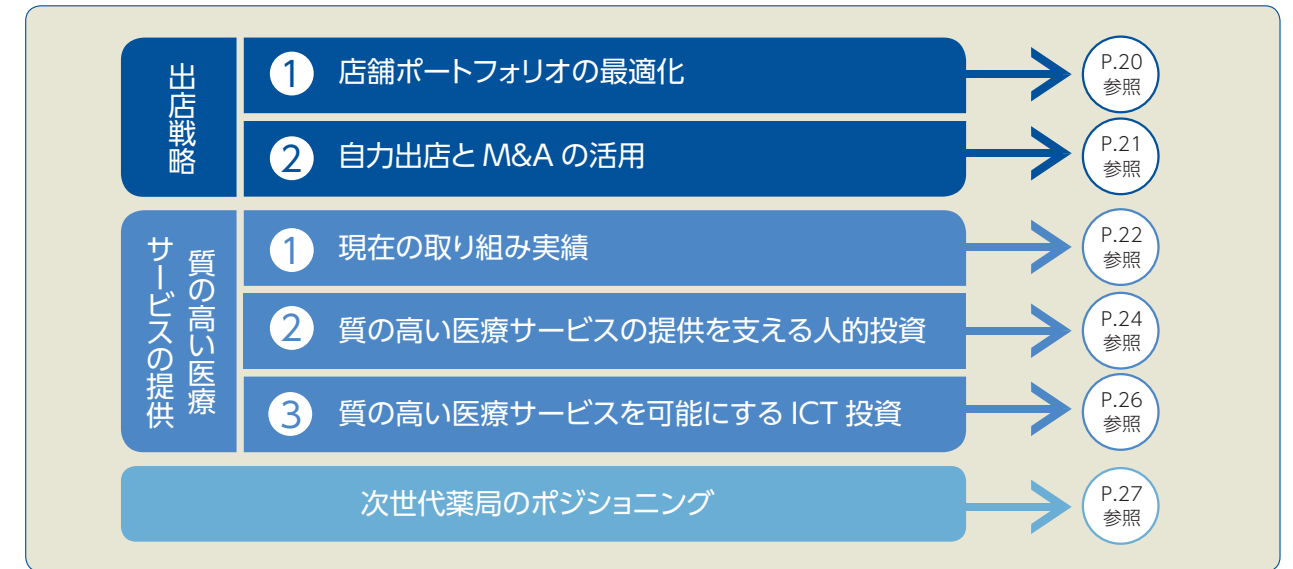 出店戦略
① 店舗ポートフォリオの最適化
P.20
参照
② 自力出店と M&A の活用
P.21
参照
質の高い医療
サービスの提供
① 現在の取り組み実績
P.22
参照
② 質の高い医療サービスの提供を支える人的投資
P.24
参照
③ 質の高い医療サービスを可能にする ICT 投資
P.26
参照
次世代薬局のポジショニング
P.27
参照